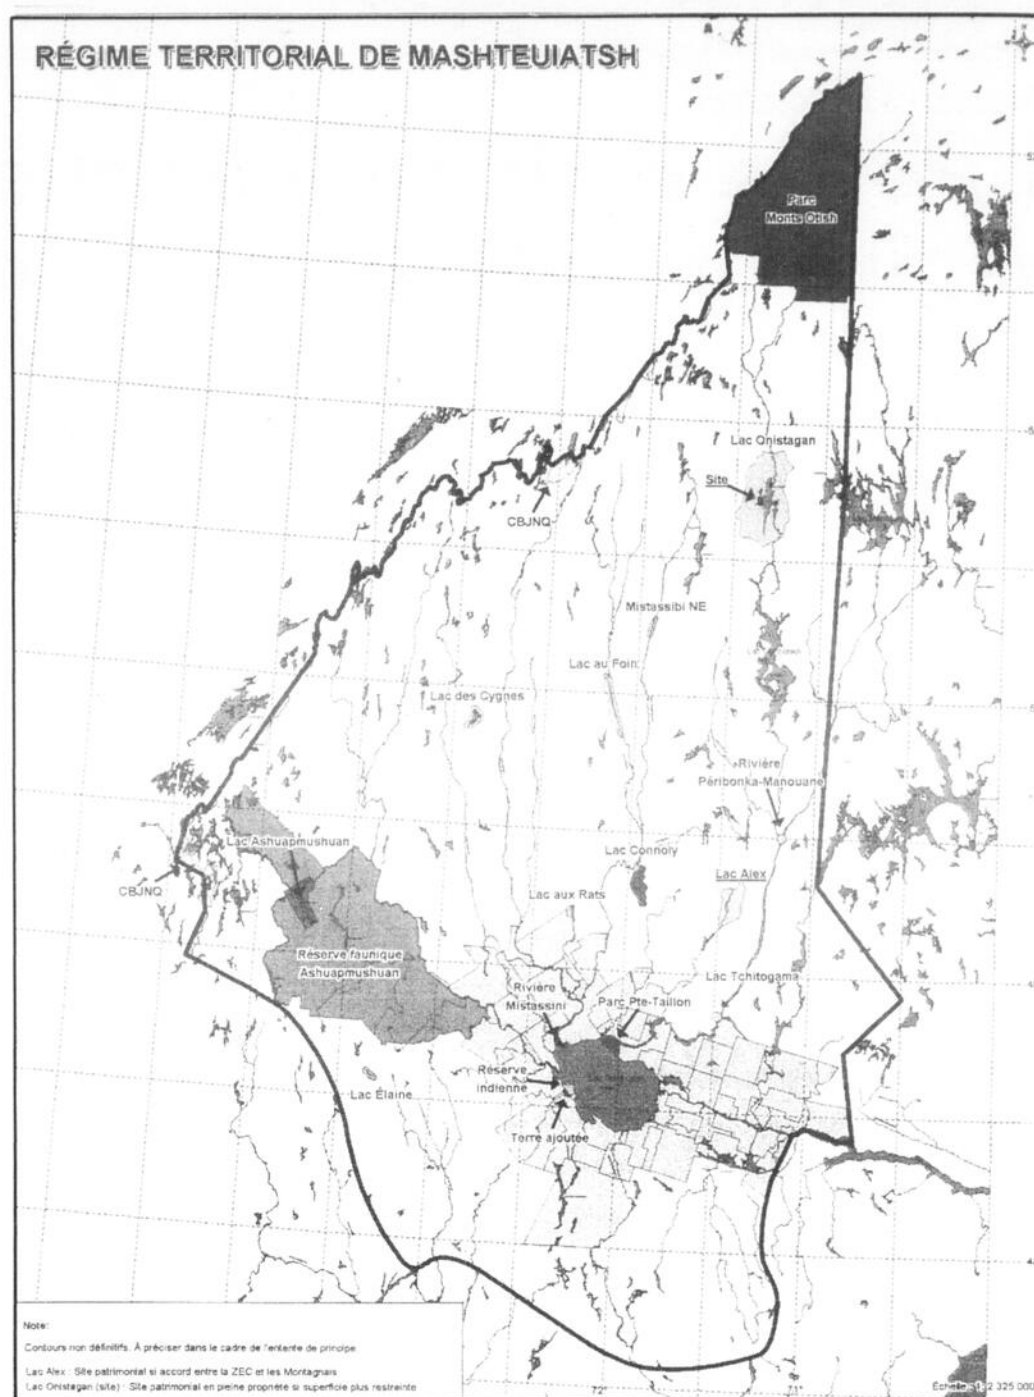 RÉGIME TERRITORIAL DE MASHTEUIATSH
Parc
Monts Otish
Lac Onistagan
Site
CBJNQ
Mistassibi NE
Lac au Foin
Lac des Cygnes
Rivière
Péribonka-Manouane
Lac Ashuapmushuan
Lac Connoly
Lac Alex
CBJNQ
Lac aux Rats
Réserve faunique
Ashuapmushuan
Lac Tchitogama
Rivière
Mistassini
Parc Pte-Taillon
Réserve
indienne
Lac Élaine
Terre ajoutée
Note:
Contours non définitifs. À préciser dans le cadre de l'entente de principe
Lac Alex : Site patrimonial si accord entre la ZEC et les Montagnais
Lac Onistagan (site) : Site patrimonial en pleine propriété si superficie plus restreinte
72°
71°